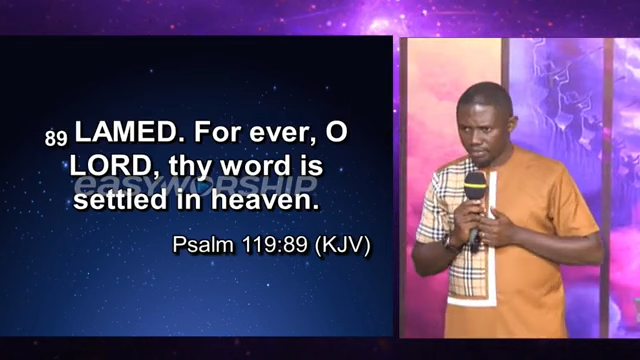 89 LAMED. For ever, O
LORD, thy word is
easyWORSHIP
settled in heaven.
Psalm 119:89 (KJV)